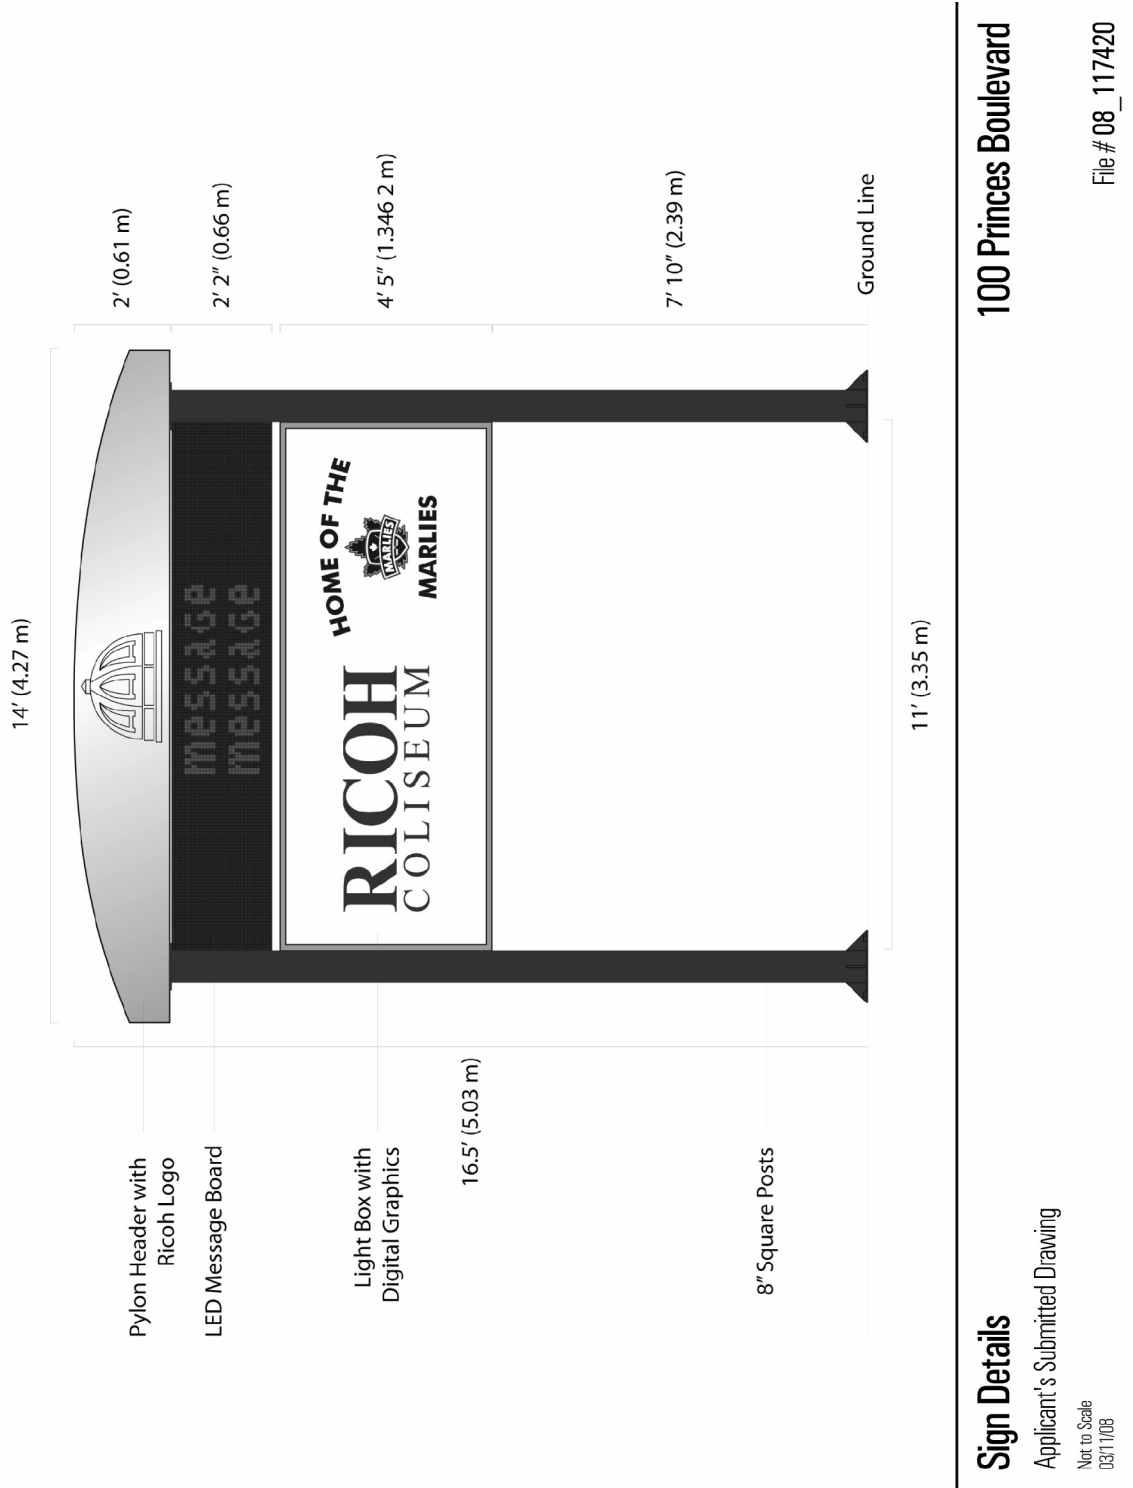 14' (4.27 m)
Pylon Header with
Ricoh Logo
LED Message Board
Light Box with
Digital Graphics
16.5' (5.03 m)
8" Square Posts
message
message
RICOH
COLISEUM
HOME OF THE
MARLIES
MARLIES
2' (0.61 m)
2' 2" (0.66 m)
4' 5" (1.346 2 m)
7' 10" (2.39 m)
Ground Line
11' (3.35 m)
Sign Details
Applicant's Submitted Drawing
Not to Scale
03/11/08
100 Princes Boulevard
File # 08_117420